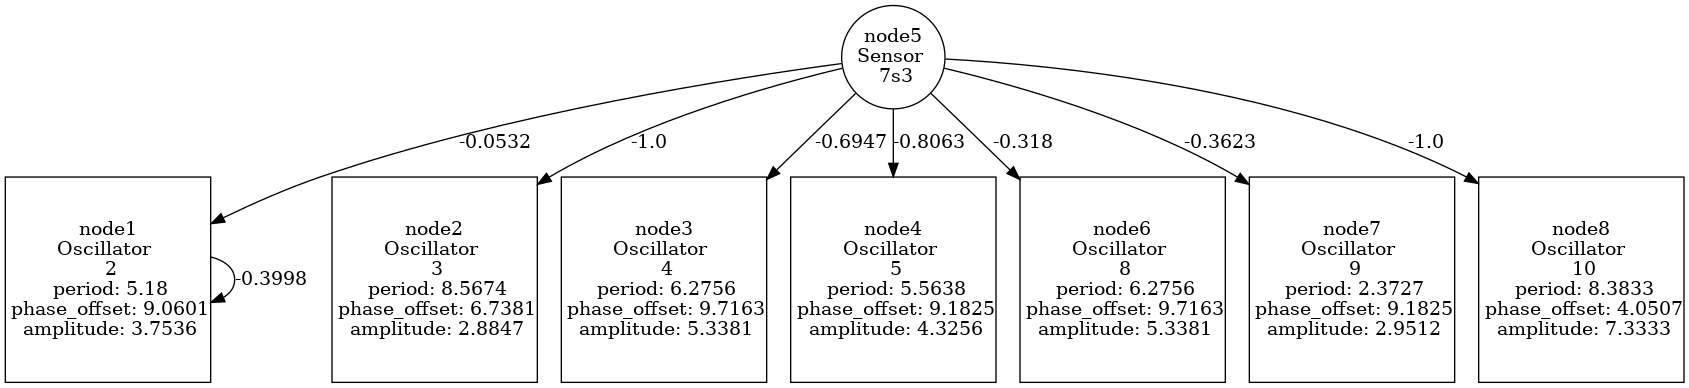 node5
Sensor
7s3
-0.0532
-1.0
-0.6947
-0.8063
-0.318
-0.3623
-1.0
node1
Oscillator
2
period: 5.18
phase_offset: 9.0601
amplitude: 3.7536
-0.3998
node2
Oscillator
3
period: 8.5674
phase_offset: 6.7381
amplitude: 2.8847
node3
Oscillator
4
period: 6.2756
phase_offset: 9.7163
amplitude: 5.3381
node4
Oscillator
5
period: 5.5638
phase_offset: 9.1825
amplitude: 4.3256
node6
Oscillator
8
period: 6.2756
phase_offset: 9.7163
amplitude: 5.3381
node7
Oscillator
9
period: 2.3727
phase_offset: 9.1825
amplitude: 2.9512
node8
Oscillator
10
period: 8.3833
phase_offset: 4.0507
amplitude: 7.3333